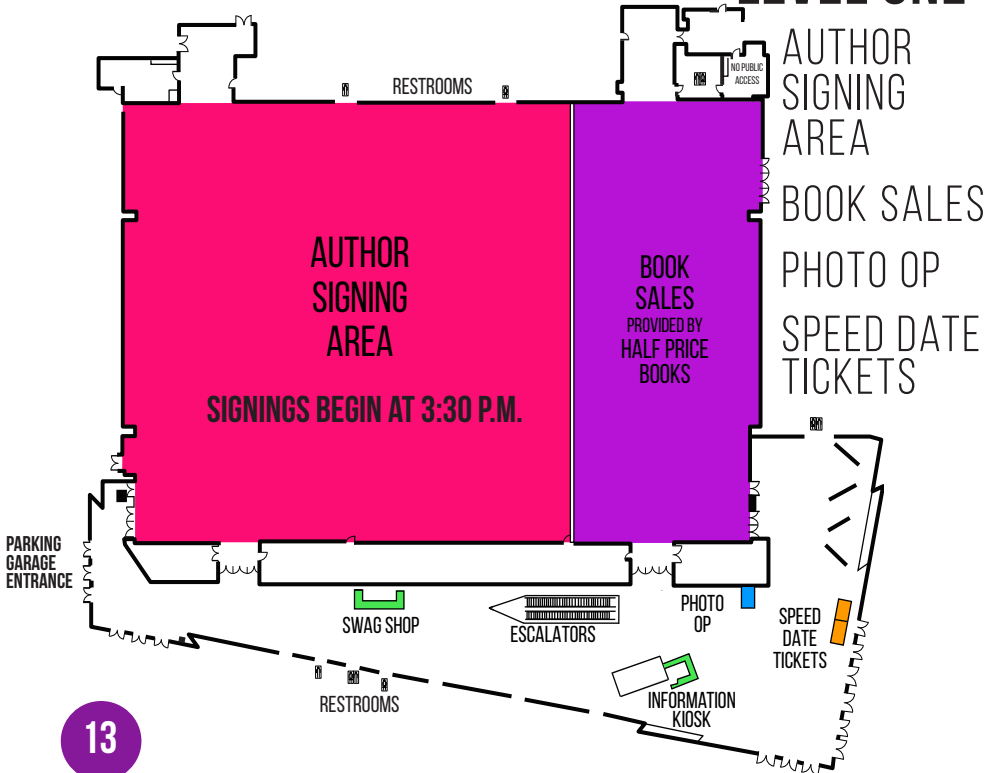 LEVEL ONE
AUTHOR
SIGNING
AREA
BOOK SALES
PHOTO OP
SPEED DATE
TICKETS
RESTROOMS
NO PUBLIC
ACCESS
AUTHOR
SIGNING
AREA
SIGNINGS BEGIN AT 3:30 P.M.
BOOK
SALES
PROVIDED BY
HALF PRICE
BOOKS
PARKING
GARAGE
ENTRANCE
SWAG SHOP
ESCALATORS
PHOTO
OP
SPEED
DATE
TICKETS
INFORMATION
KIOSK
RESTROOMS
13